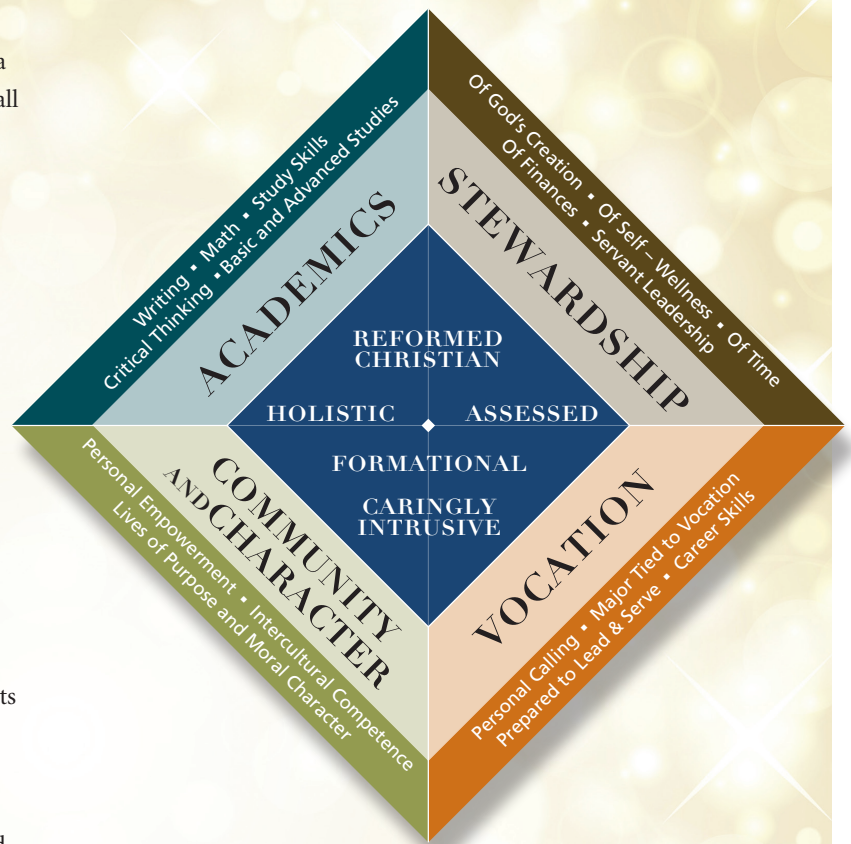 a
all
ts
d
Writing ▪ Math ▪ Study Skills
Critical Thinking ▪ Basic and Advanced Studies
ACADEMICS
Of God's Creation ▪ Of Self – Wellness ▪ Of Time
Of Finances ▪ Servant Leadership
STEWARDSHIP
REFORMED
CHRISTIAN
HOLISTIC
ASSESSED
FORMATIONAL
CARINGLY
INTRUSIVE
COMMUNITY
AND CHARACTER
Personal Empowerment ▪ Intercultural Competence
Lives of Purpose and Moral Character
VOCATION
Personal Calling ▪ Major Tied to Vocation
Prepared to Lead & Serve ▪ Career Skills